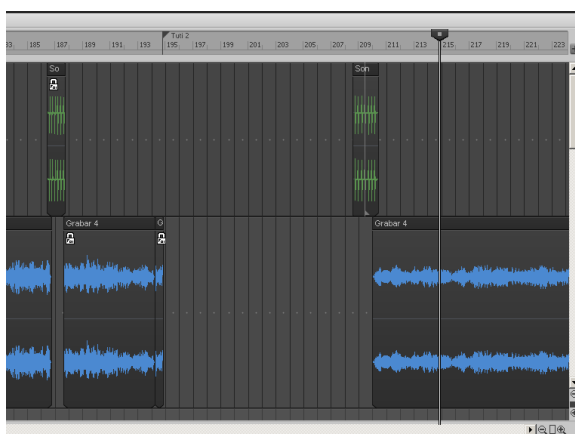 Turi 2
185 187, 189 191, 193 195, 197, 199 201, 203, 205, 207, 209, 211, 213 215, 217, 219, 221, 223
So Son
Grabar 4 G Grabar 4